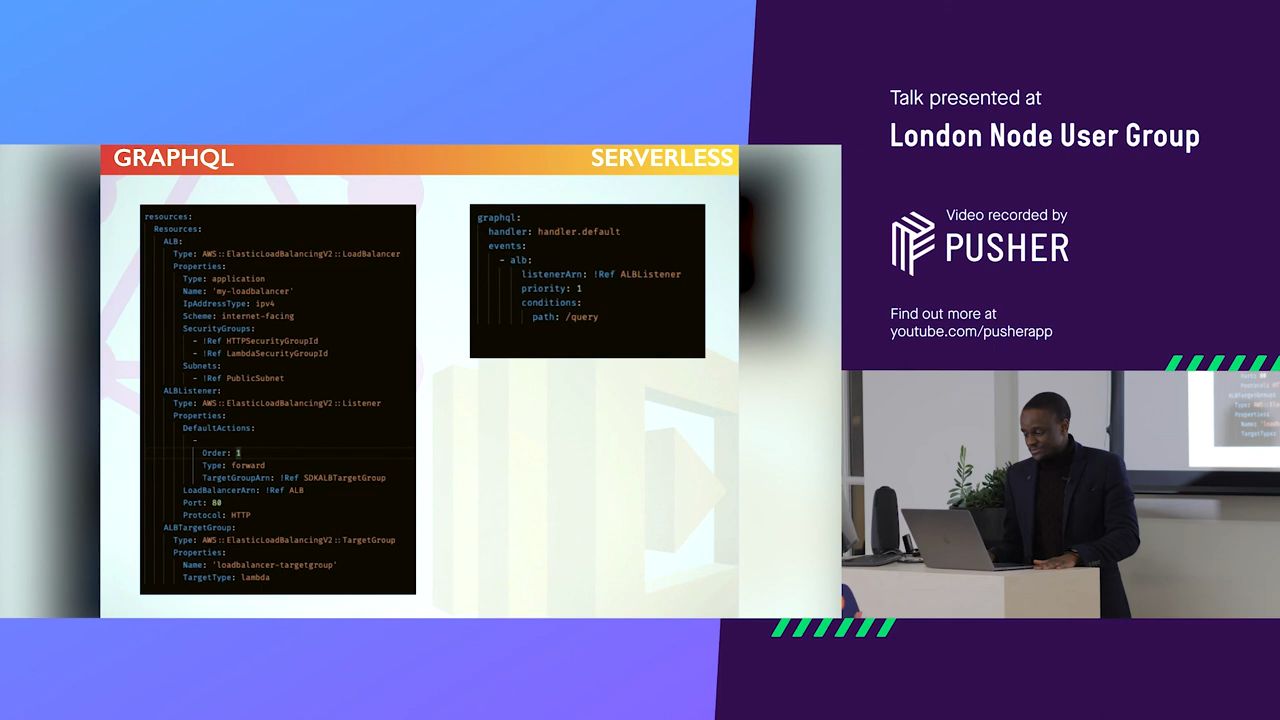 GRAPHQL
SERVERLESS
resources:
Resources:
ALB:
Type: AWS::ElasticLoadBalancingV2::LoadBalancer
Properties:
Type: application
Name: 'my-loadbalancer'
IpAddressType: ipv4
Scheme: internet-facing
SecurityGroups:
- !Ref HTTPSecurityGroupId
- !Ref LambdaSecurityGroupId
Subnets:
- !Ref PublicSubnet
ALBListener:
Type: AWS::ElasticLoadBalancingV2::Listener
Properties:
DefaultActions:
-
Order: 1
Type: forward
TargetGroupArn: !Ref SDKALBTargetGroup
LoadBalancerArn: !Ref ALB
Port: 80
Protocol: HTTP
ALBTargetGroup:
Type: AWS::ElasticLoadBalancingV2::TargetGroup
Properties:
Name: 'loadbalancer-targetgroup'
TargetType: lambda
graphql:
handler: handler.default
events:
- alb:
listenerArn: !Ref ALBListener
priority: 1
conditions:
path: /query
Talk presented at
London Node User Group
Video recorded by
PUSHER
Find out more at
youtube.com/pusherapp